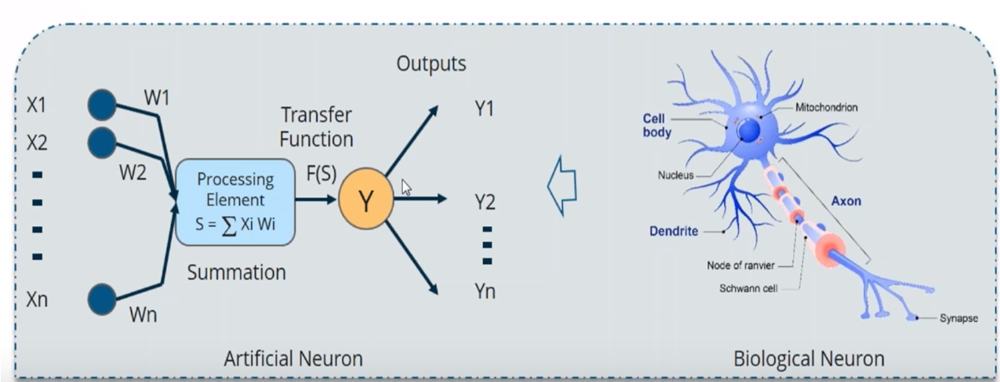 Outputs
X1
W1
Transfer
Function
Y1
X2
W2
F(S)
Processing
Element
S = ∑ Xi Wi
Y
Y2
Summation
Xn
Wn
Yn
Artificial Neuron
Mitochondrion
Cell
body
Nucleus
Axon
Dendrite
Node of ranvier
Schwann cell
Synapse
Biological Neuron